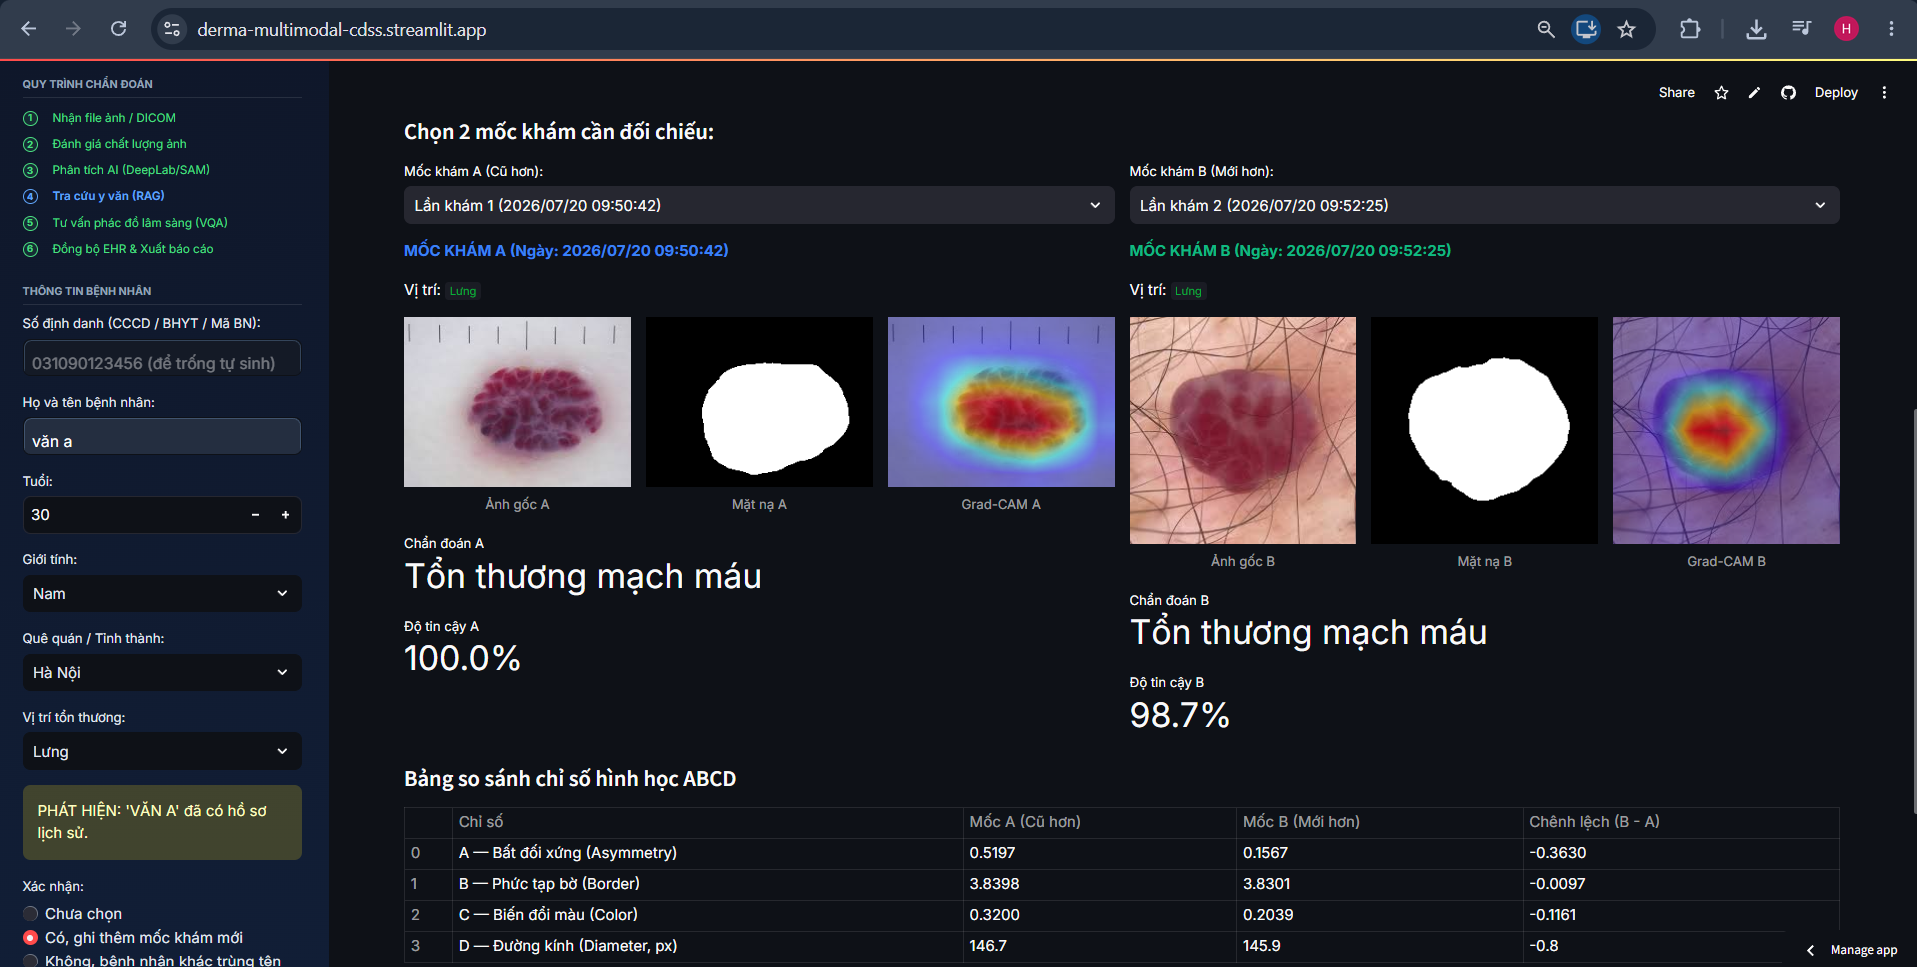 derma-multimodal-cdss.streamlit.app
H
Share
Deploy
QUY TRÌNH CHẨN ĐOÁN
1 Nhận file ảnh / DICOM
2 Đánh giá chất lượng ảnh
3 Phân tích AI (DeepLab/SAM)
4 Tra cứu y văn (RAG)
5 Tư vấn phác đồ lâm sàng (VQA)
6 Đồng bộ EHR & Xuất báo cáo
THÔNG TIN BỆNH NHÂN
Số định danh (CCCD / BHYT / Mã BN):
031090123456 (để trống tự sinh)
Họ và tên bệnh nhân:
văn a
Tuổi:
30 - +
Giới tính:
Nam
Quê quán / Tỉnh thành:
Hà Nội
Vị trí tổn thương:
Lưng
PHÁT HIỆN: 'VĂN A' đã có hồ sơ
lịch sử.
Xác nhận:
Chưa chọn
Có, ghi thêm mốc khám mới
Không, bệnh nhân khác trùng tên
Chọn 2 mốc khám cần đối chiếu:
Mốc khám A (Cũ hơn):
Lần khám 1 (2026/07/20 09:50:42)
MỐC KHÁM A (Ngày: 2026/07/20 09:50:42)
Vị trí: Lưng
Ảnh gốc A
Mặt nạ A
Grad-CAM A
Chẩn đoán A
Tổn thương mạch máu
Độ tin cậy A
100.0%
Mốc khám B (Mới hơn):
Lần khám 2 (2026/07/20 09:52:25)
MỐC KHÁM B (Ngày: 2026/07/20 09:52:25)
Vị trí: Lưng
Ảnh gốc B
Mặt nạ B
Grad-CAM B
Chẩn đoán B
Tổn thương mạch máu
Độ tin cậy B
98.7%
Bảng so sánh chỉ số hình học ABCD
Chỉ số Mốc A (Cũ hơn) Mốc B (Mới hơn) Chênh lệch (B - A)
0 A — Bất đối xứng (Asymmetry) 0.5197 0.1567 -0.3630
1 B — Phức tạp bờ (Border) 3.8398 3.8301 -0.0097
2 C — Biến đổi màu (Color) 0.3200 0.2039 -0.1161
3 D — Đường kính (Diameter, px) 146.7 145.9 -0.8
Manage app